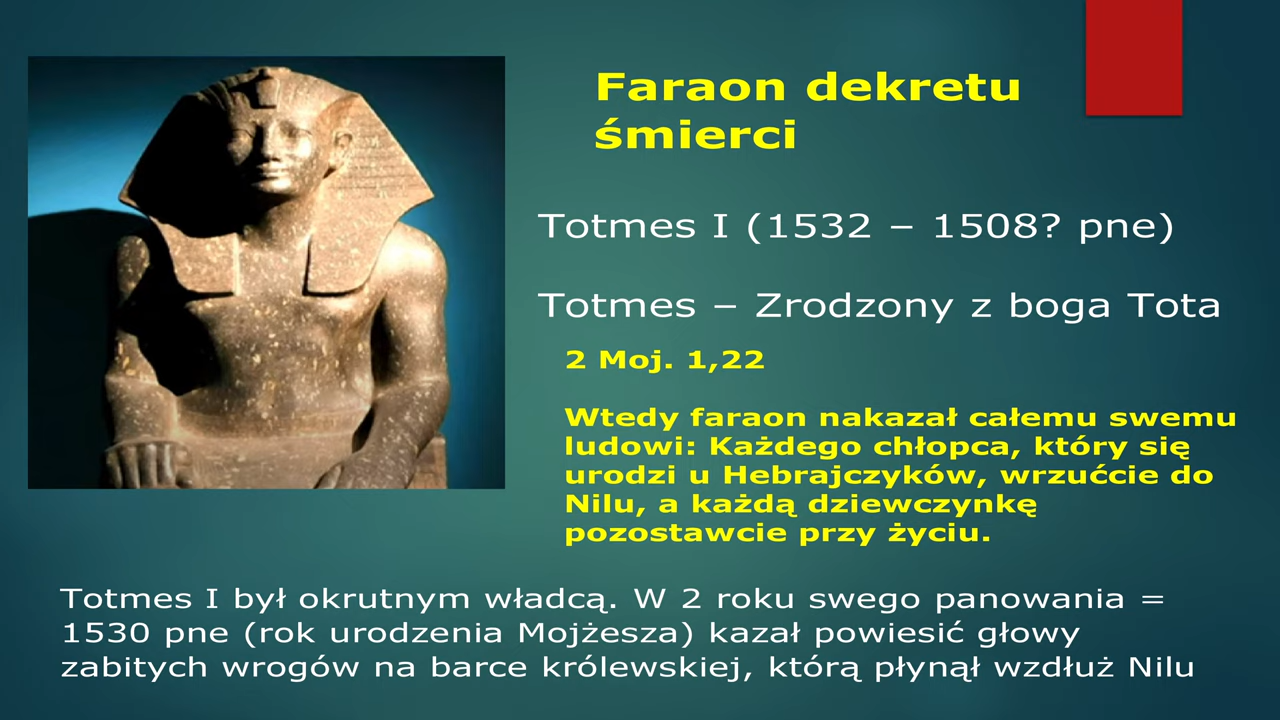 Faraon dekretu
śmierci
Totmes I (1532 – 1508? pne)
Totmes – Zrodzony z boga Tota
2 Moj. 1,22
Wtedy faraon nakazał całemu swemu
ludowi: Każdego chłopca, który się
urodzi u Hebrajczyków, wrzućcie do
Nilu, a każdą dziewczynkę
pozostawcie przy życiu.
Totmes I był okrutnym władcą. W 2 roku swego panowania =
1530 pne (rok urodzenia Mojżesza) kazał powiesić głowy
zabitych wrogów na barce królewskiej, którą płynął wzdłuż Nilu